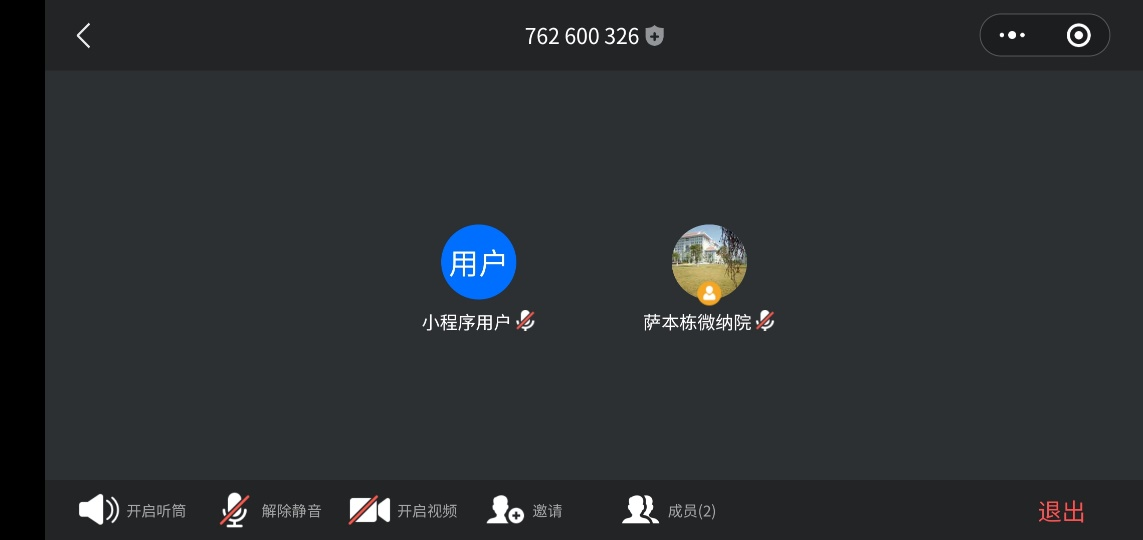 762 600 326
用户
小程序用户
萨本栋微纳院
开启听筒
解除静音
开启视频
邀请
成员(2)
退出